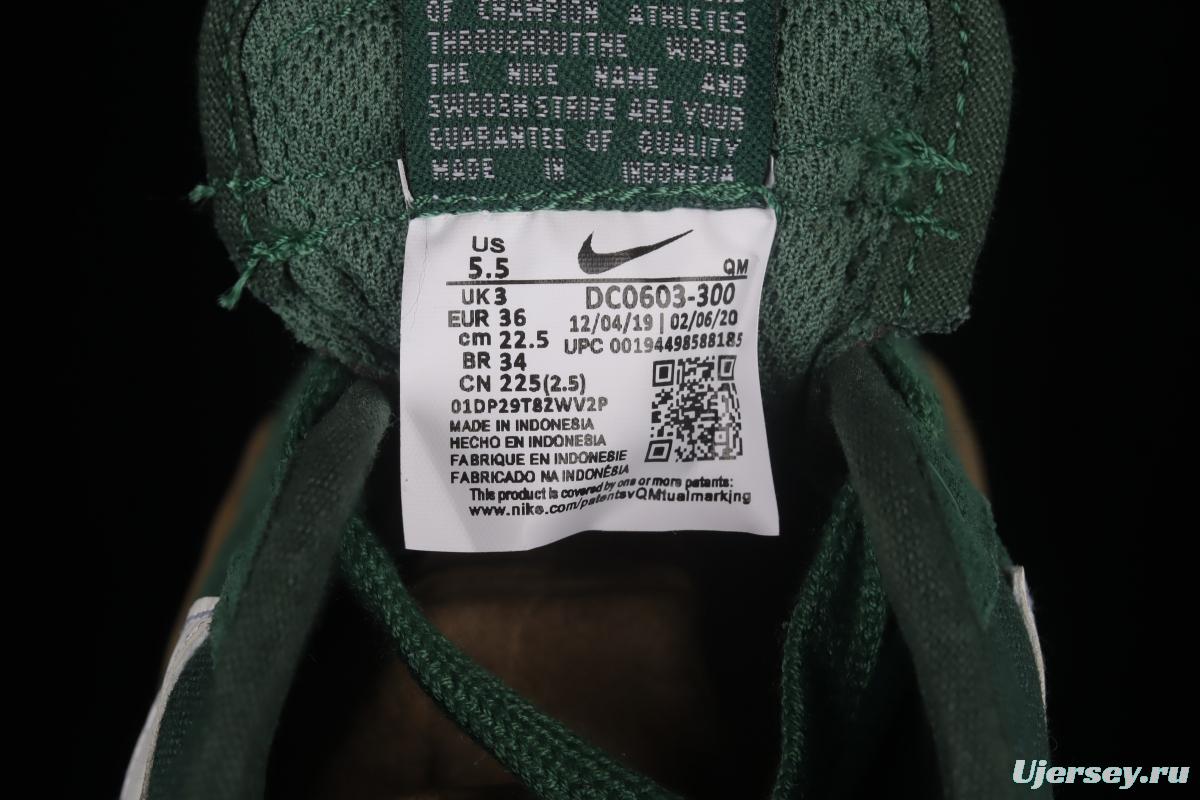 OF CHAMPION ATHLETES
THROUGHOUT THE WORLD
THE NIKE NAME AND
SWOOSH STRIPE ARE YOUR
GUARANTEE OF QUALITY
MADE IN INDONESIA
US
5.5
QM
UK 3
EUR 36
cm 22.5
BR 34
CN 225(2.5)
DC0603-300
12/04/19 | 02/06/20
UPC 00194498588185
01DP29T8ZWV2P
MADE IN INDONESIA
HECHO EN INDONESIA
FABRIQUE EN INDONESIE
FABRICADO NA INDONÉSIA
This product is covered by one or more patents:
www.nike.com/patentsvQMtualmarking
Ujersey.ru